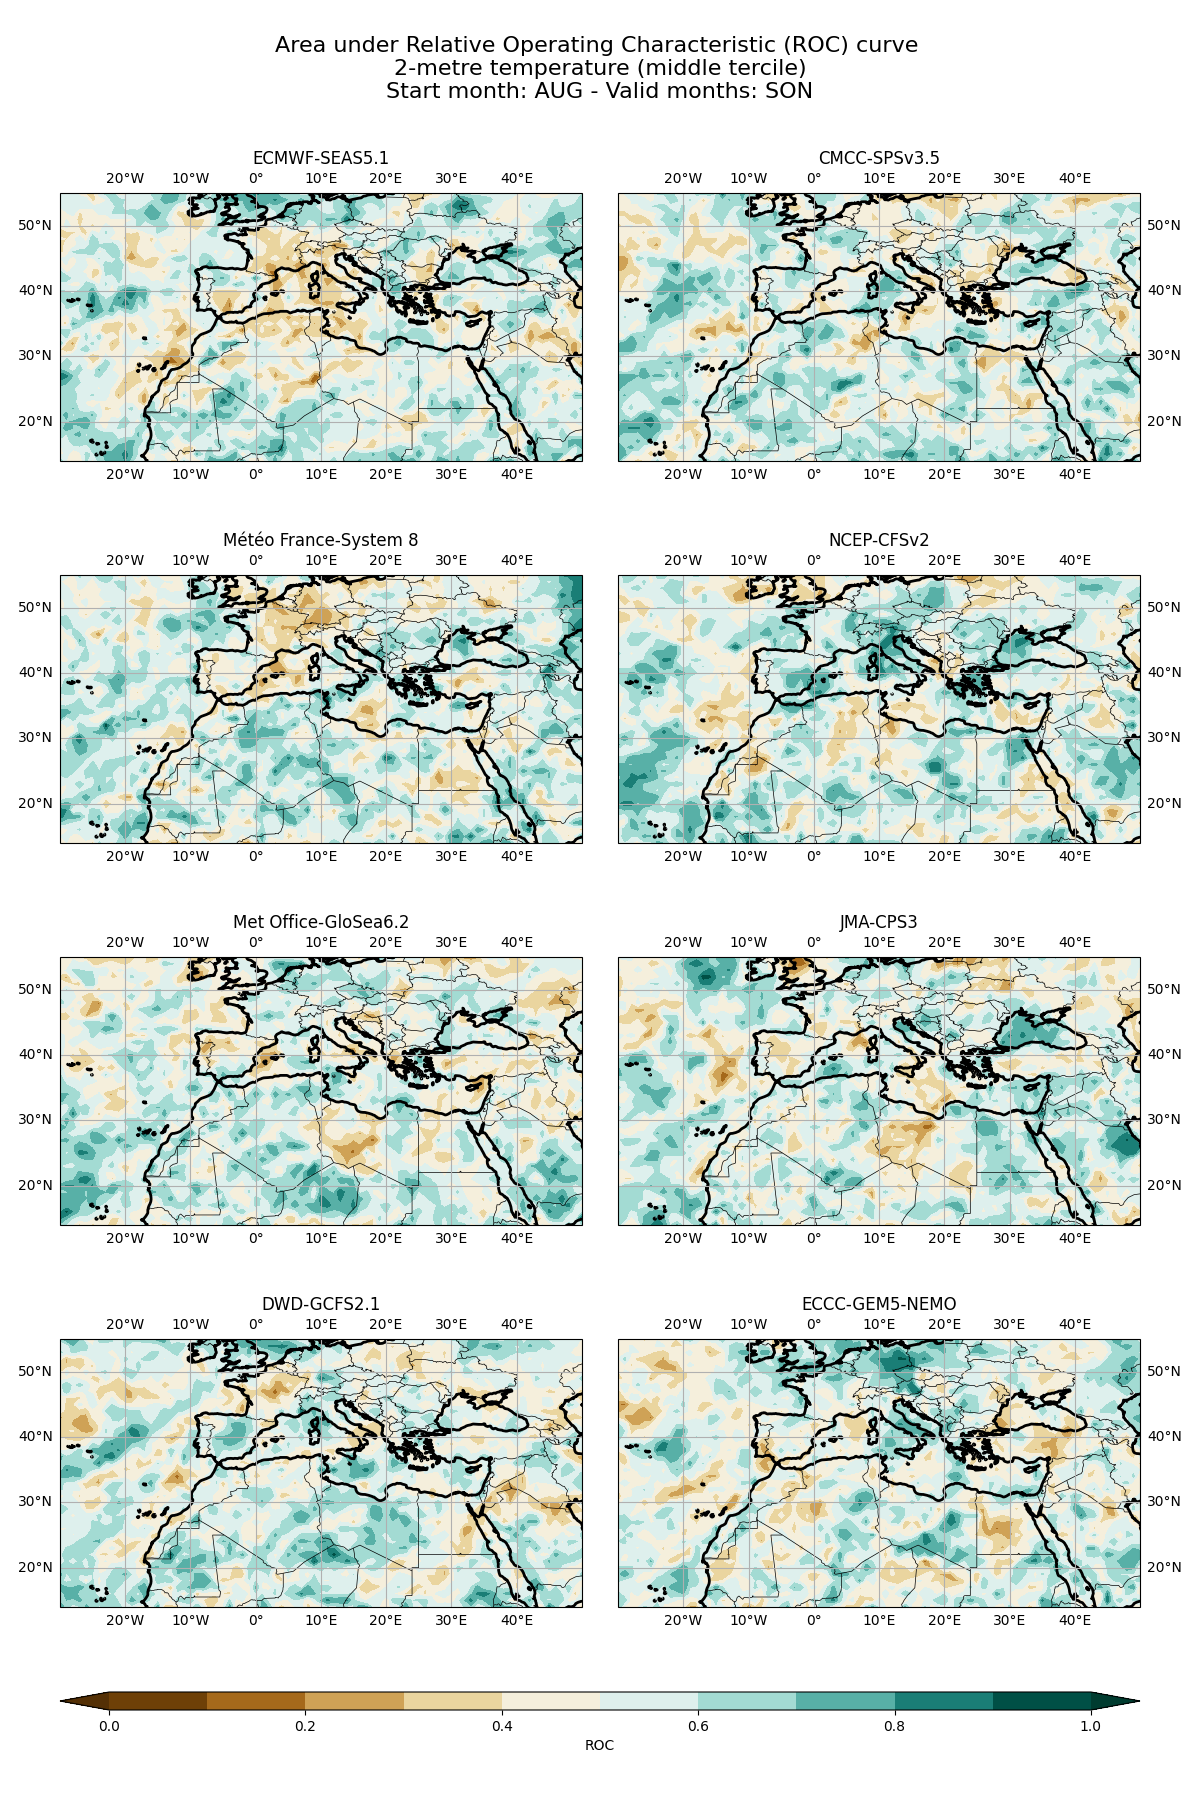 Area under Relative Operating Characteristic (ROC) curve
2-metre temperature (middle tercile)
Start month: AUG - Valid months: SON
ECMWF-SEAS5.1
20°W 10°W 0° 10°E 20°E 30°E 40°E
50°N
40°N
30°N
20°N
20°W 10°W 0° 10°E 20°E 30°E 40°E
CMCC-SPSv3.5
20°W 10°W 0° 10°E 20°E 30°E 40°E
50°N
40°N
30°N
20°N
20°W 10°W 0° 10°E 20°E 30°E 40°E
Météo France-System 8
20°W 10°W 0° 10°E 20°E 30°E 40°E
50°N
40°N
30°N
20°N
20°W 10°W 0° 10°E 20°E 30°E 40°E
NCEP-CFSv2
20°W 10°W 0° 10°E 20°E 30°E 40°E
50°N
40°N
30°N
20°N
20°W 10°W 0° 10°E 20°E 30°E 40°E
Met Office-GloSea6.2
20°W 10°W 0° 10°E 20°E 30°E 40°E
50°N
40°N
30°N
20°N
20°W 10°W 0° 10°E 20°E 30°E 40°E
JMA-CPS3
20°W 10°W 0° 10°E 20°E 30°E 40°E
50°N
40°N
30°N
20°N
20°W 10°W 0° 10°E 20°E 30°E 40°E
DWD-GCFS2.1
20°W 10°W 0° 10°E 20°E 30°E 40°E
50°N
40°N
30°N
20°N
20°W 10°W 0° 10°E 20°E 30°E 40°E
ECCC-GEM5-NEMO
20°W 10°W 0° 10°E 20°E 30°E 40°E
50°N
40°N
30°N
20°N
20°W 10°W 0° 10°E 20°E 30°E 40°E
0.0 0.2 0.4 0.6 0.8 1.0
ROC